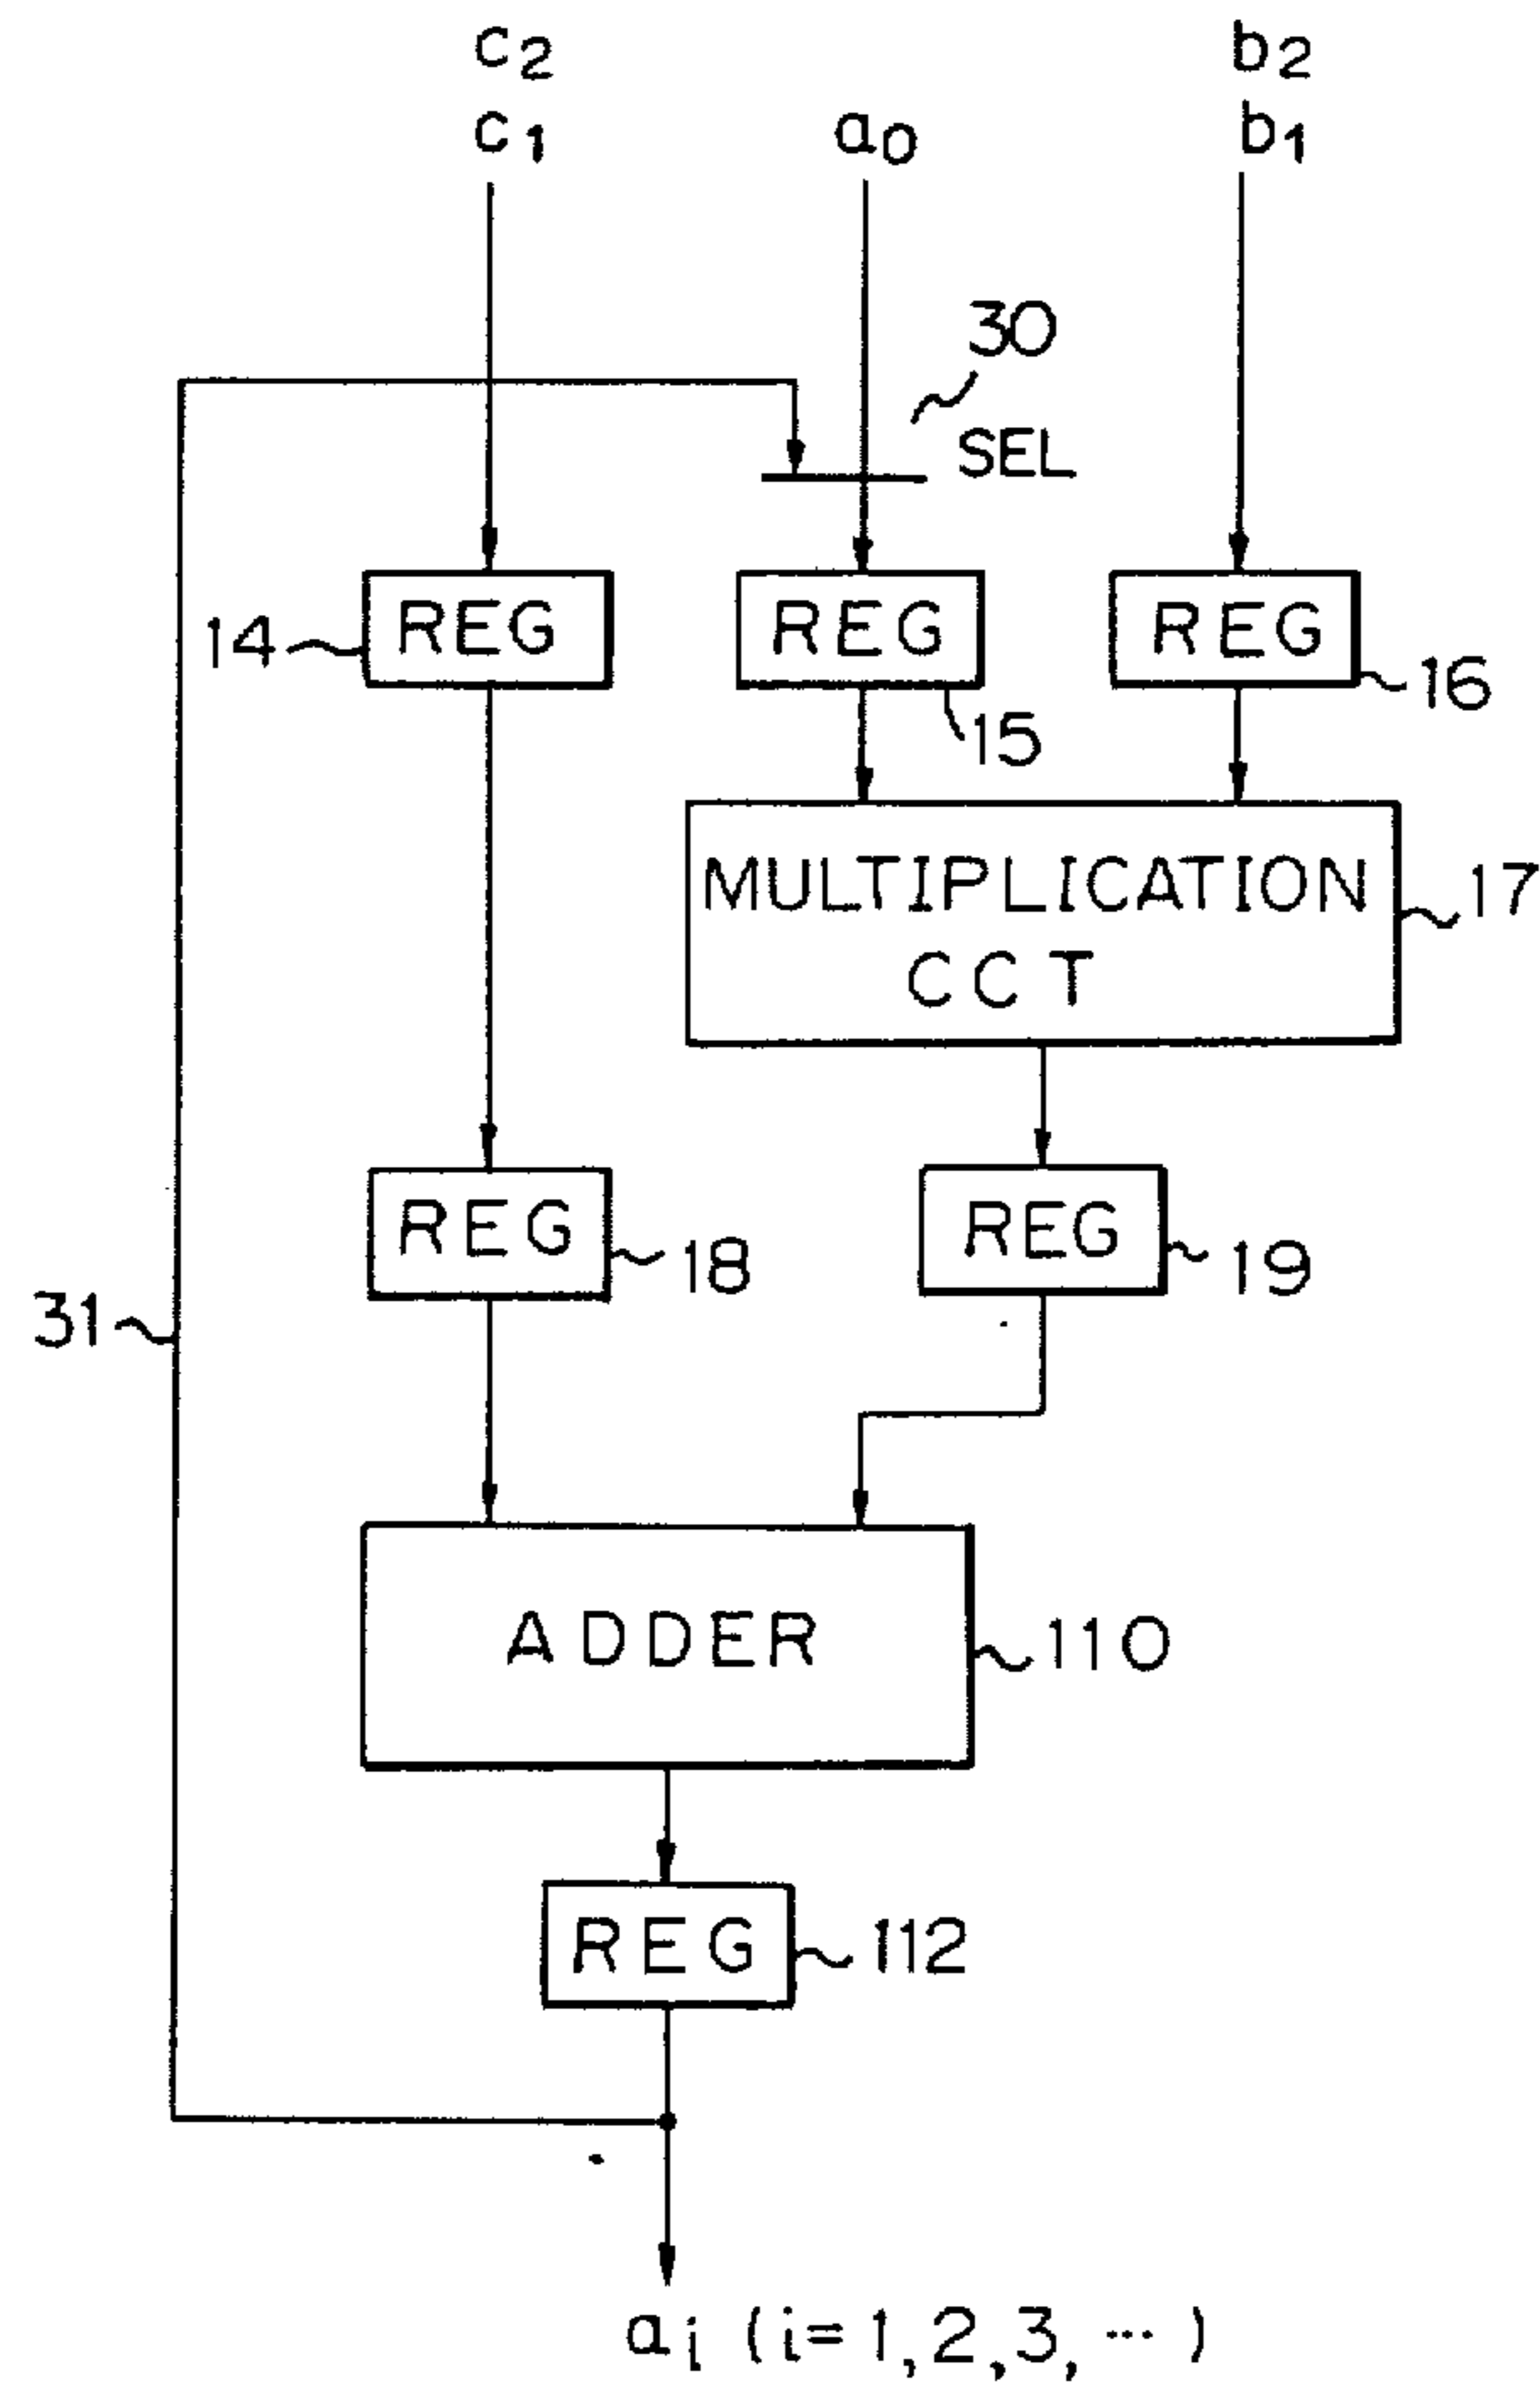 c2 b2
c1 a0 b1
30
SEL
14 REG REG REG 16
15
MULTIPLICATION 17
CCT
REG 18 REG 19
31
ADDER 110
REG 112
ai (i=1,2,3,...)